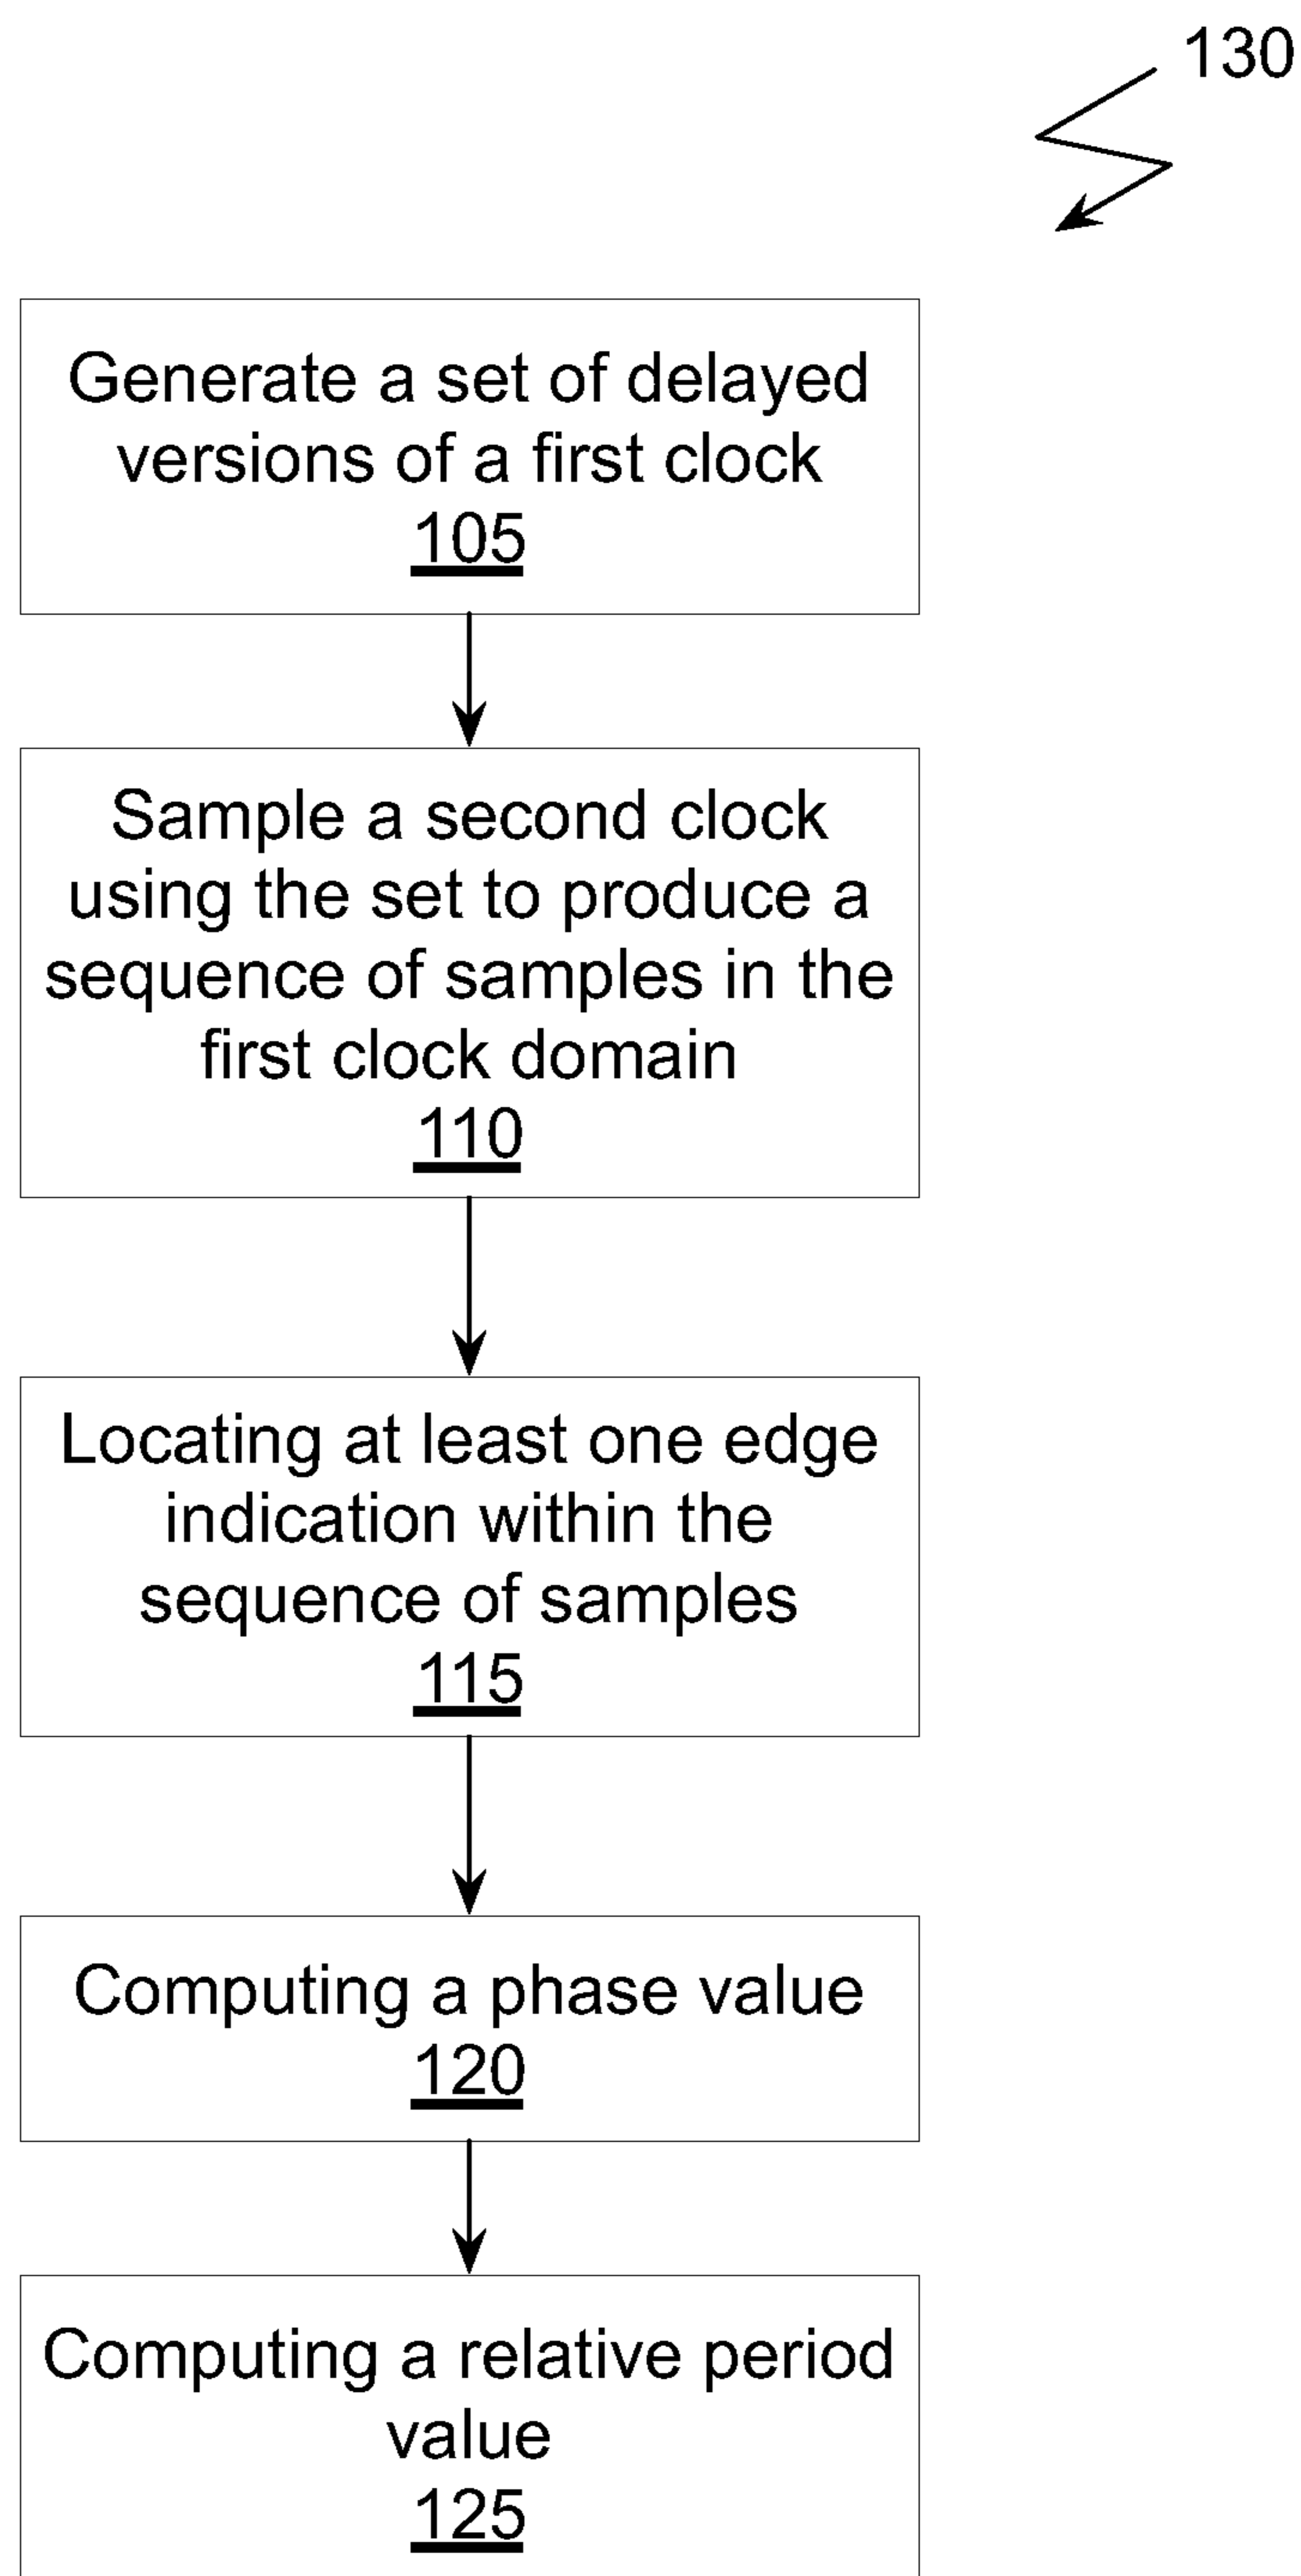 130
Generate a set of delayed
versions of a first clock
105
Sample a second clock
using the set to produce a
sequence of samples in the
first clock domain
110
Locating at least one edge
indication within the
sequence of samples
115
Computing a phase value
120
Computing a relative period
value
125